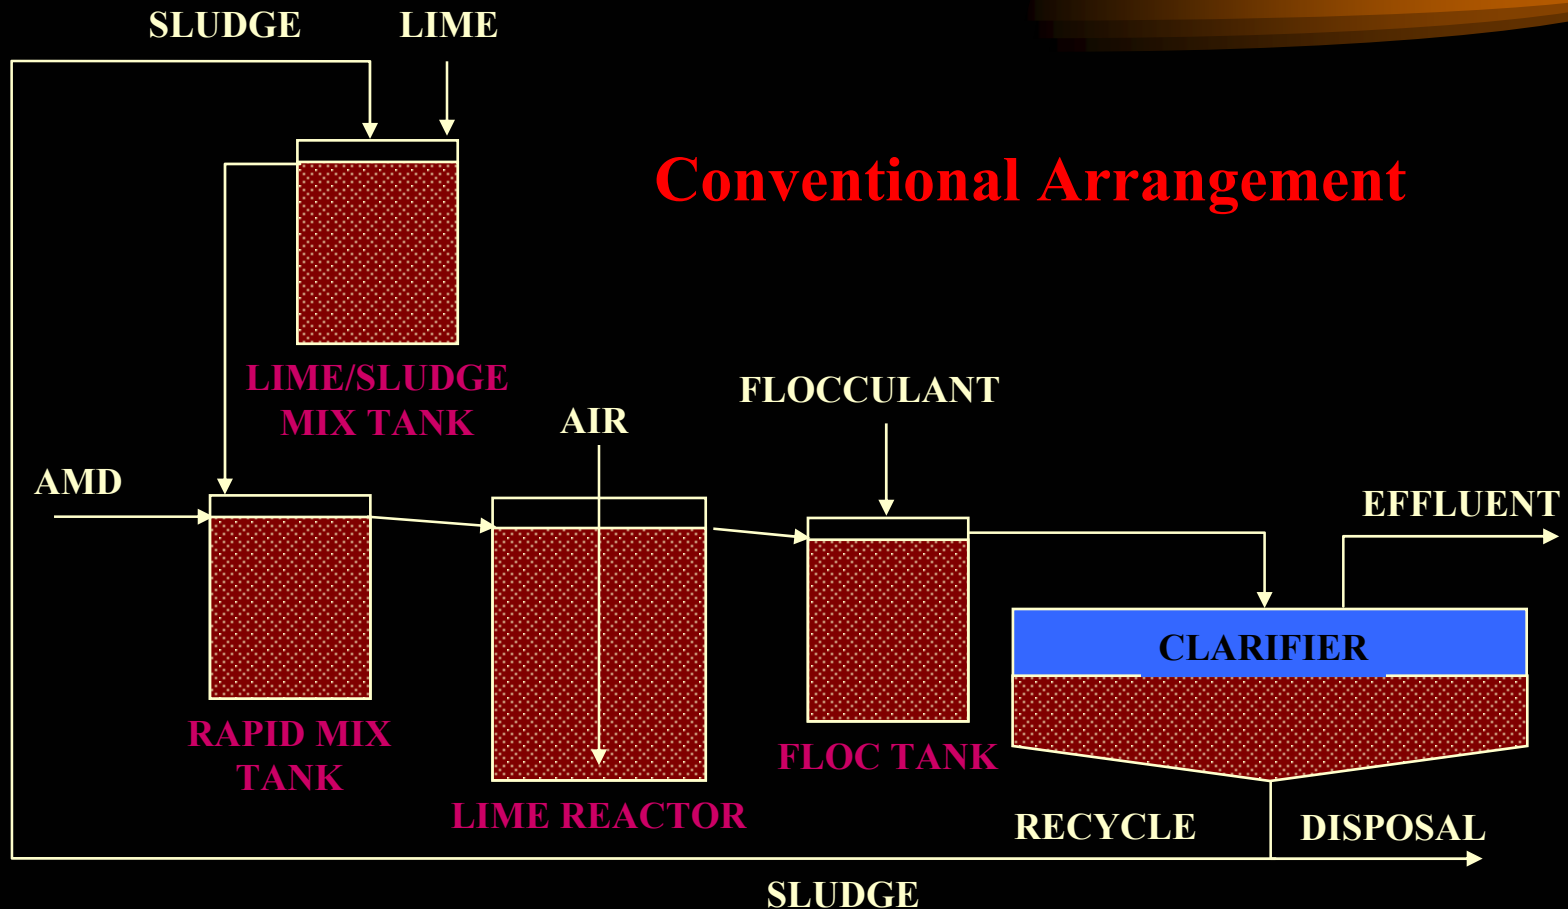 SLUDGE
LIME
Conventional Arrangement
LIME/SLUDGE
MIX TANK
AIR
FLOCCULANT
AMD
EFFLUENT
CLARIFIER
RAPID MIX
TANK
FLOC TANK
LIME REACTOR
RECYCLE
DISPOSAL
SLUDGE